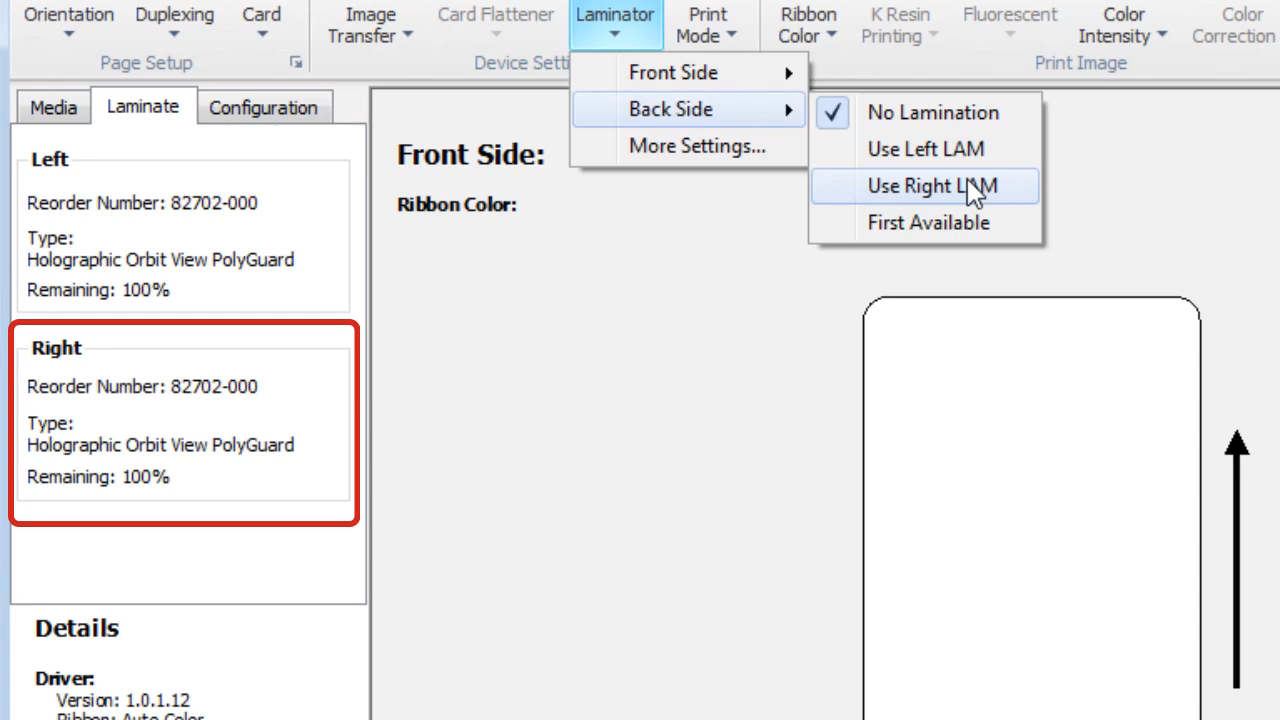 Orientation Duplexing Card Image Transfer Card Flattener Laminator Print Mode Ribbon Color K Resin Printing Fluorescent Color Intensity Color Correction
Page Setup Device Setti Print Image
Front Side
Back Side
More Settings...
No Lamination
Use Left LAM
Use Right LAM
First Available
Media Laminate Configuration
Left
Reorder Number: 82702-000
Type:
Holographic Orbit View PolyGuard
Remaining: 100%
Right
Reorder Number: 82702-000
Type:
Holographic Orbit View PolyGuard
Remaining: 100%
Details
Driver:
Version: 1.0.1.12
Ribbon: Auto Color
Front Side:
Ribbon Color: